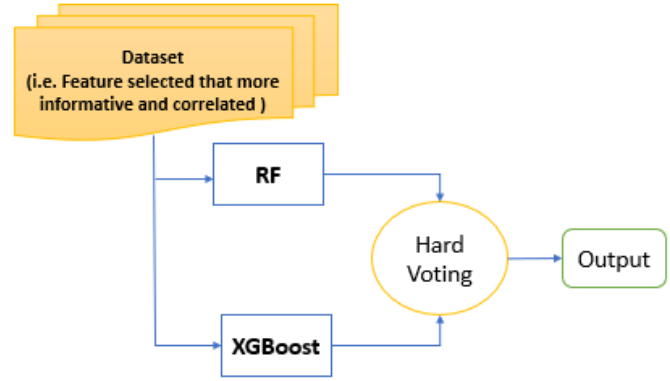 Dataset
(i.e. Feature selected that more
informative and correlated )
RF
Hard
Voting
Output
XGBoost